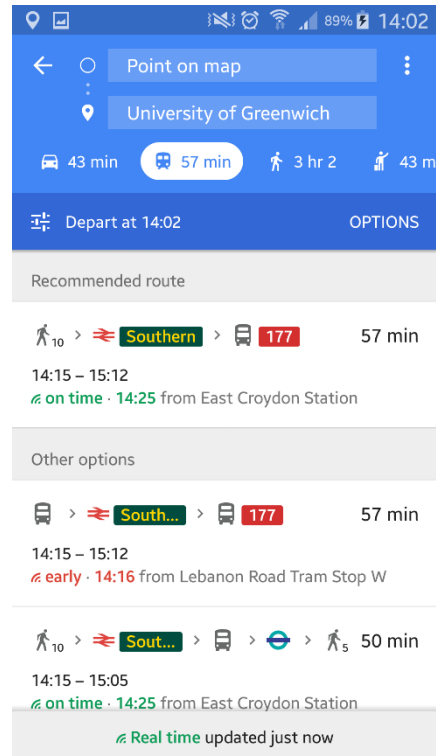 89% 14:02
Point on map
University of Greenwich
43 min 57 min 3 hr 2 43 m
Depart at 14:02 OPTIONS
Recommended route
10 > Southern > 177 57 min
14:15 – 15:12
on time · 14:25 from East Croydon Station
Other options
> South... > 177 57 min
14:15 – 15:12
early · 14:16 from Lebanon Road Tram Stop W
10 > Sout... > > > 5 50 min
14:15 – 15:05
on time · 14:25 from East Croydon Station
Real time updated just now